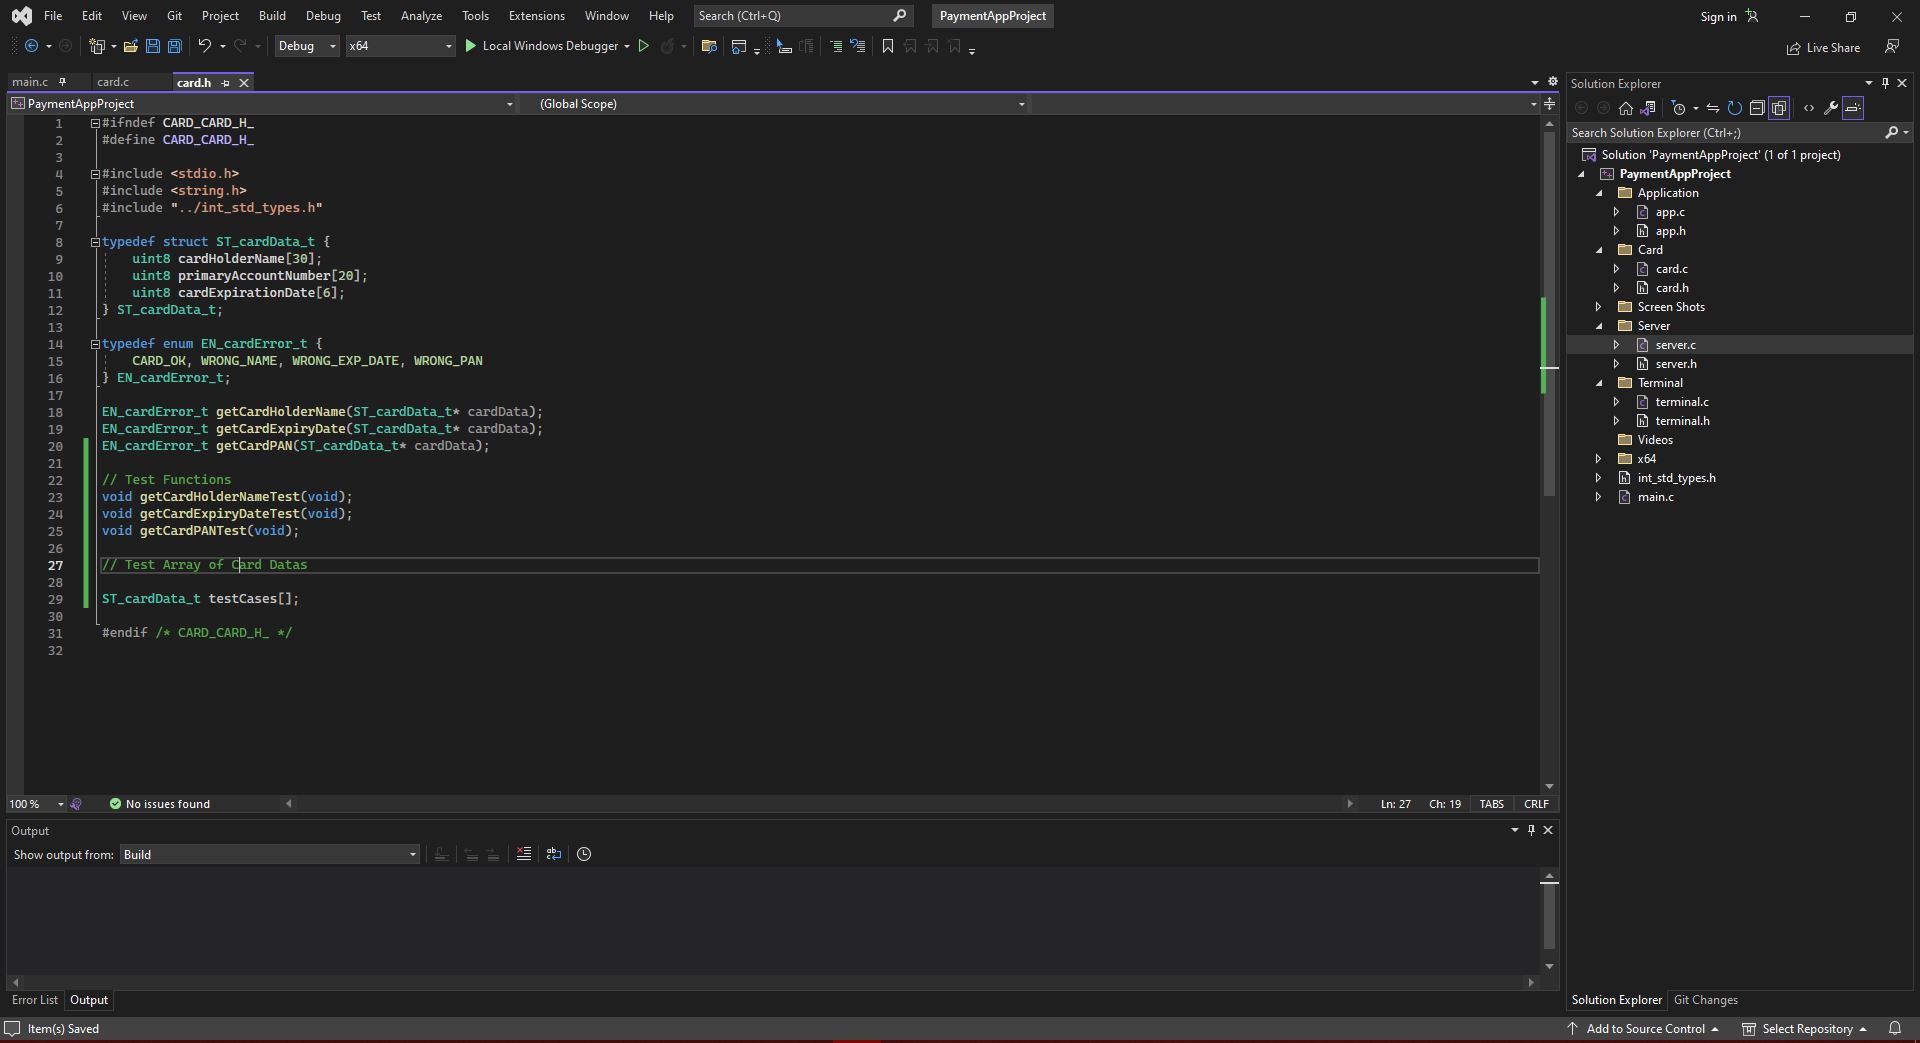 File Edit View Git Project Build Debug Test Analyze Tools Extensions Window Help Search (Ctrl+Q) PaymentAppProject Sign in
Debug x64 Local Windows Debugger Live Share
main.c card.c card.h
PaymentAppProject (Global Scope)
1 #ifndef CARD_CARD_H_
2 #define CARD_CARD_H_
3
4 #include <stdio.h>
5 #include <string.h>
6 #include "../int_std_types.h"
7
8 typedef struct ST_cardData_t {
9 uint8 cardHolderName[30];
10 uint8 primaryAccountNumber[20];
11 uint8 cardExpirationDate[6];
12 } ST_cardData_t;
13
14 typedef enum EN_cardError_t {
15 CARD_OK, WRONG_NAME, WRONG_EXP_DATE, WRONG_PAN
16 } EN_cardError_t;
17
18 EN_cardError_t getCardHolderName(ST_cardData_t* cardData);
19 EN_cardError_t getCardExpiryDate(ST_cardData_t* cardData);
20 EN_cardError_t getCardPAN(ST_cardData_t* cardData);
21
22 // Test Functions
23 void getCardHolderNameTest(void);
24 void getCardExpiryDateTest(void);
25 void getCardPANTest(void);
26
27 // Test Array of Card Datas
28
29 ST_cardData_t testCases[];
30
31 #endif /* CARD_CARD_H_ */
32
100 % No issues found Ln: 27 Ch: 19 TABS CRLF
Output
Show output from: Build
Error List Output
Solution Explorer
Search Solution Explorer (Ctrl+;)
Solution 'PaymentAppProject' (1 of 1 project)
PaymentAppProject
Application
app.c
app.h
Card
card.c
card.h
Screen Shots
Server
server.c
server.h
Terminal
terminal.c
terminal.h
Videos
x64
int_std_types.h
main.c
Solution Explorer Git Changes
Item(s) Saved Add to Source Control Select Repository